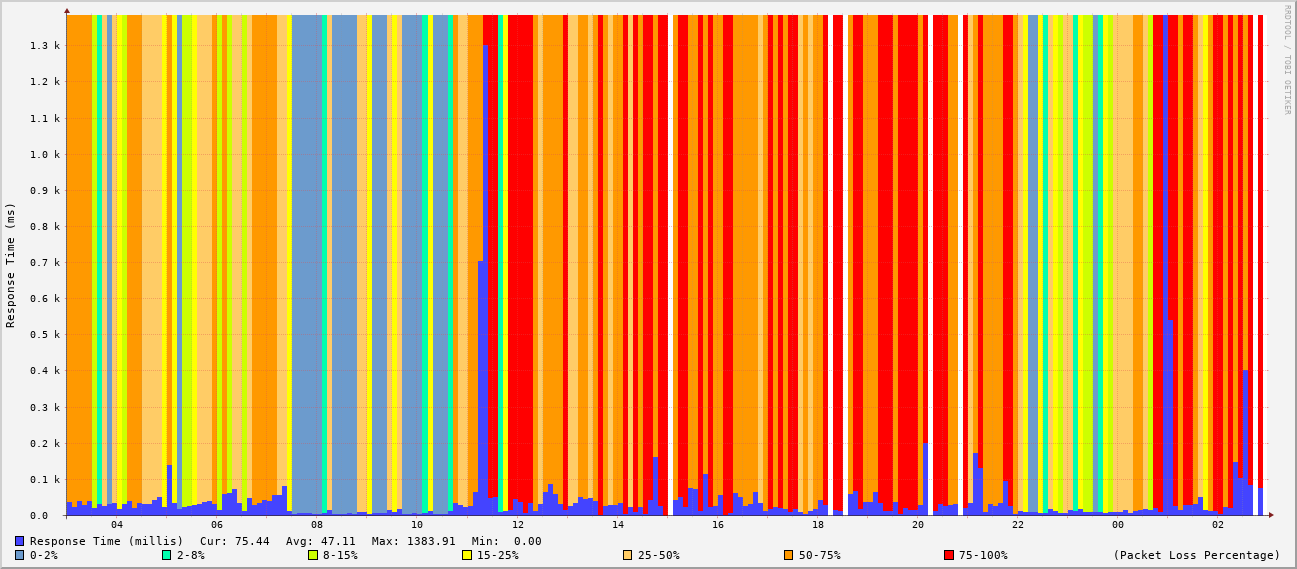 RRDTOOL / TOBI OETIKER
Response Time (ms)
1.3 k
1.2 k
1.1 k
1.0 k
0.9 k
0.8 k
0.7 k
0.6 k
0.5 k
0.4 k
0.3 k
0.2 k
0.1 k
0.0
04 06 08 10 12 14 16 18 20 22 00 02
Response Time (millis) Cur: 75.44 Avg: 47.11 Max: 1383.91 Min: 0.00
0-2% 2-8% 8-15% 15-25% 25-50% 50-75% 75-100% (Packet Loss Percentage)